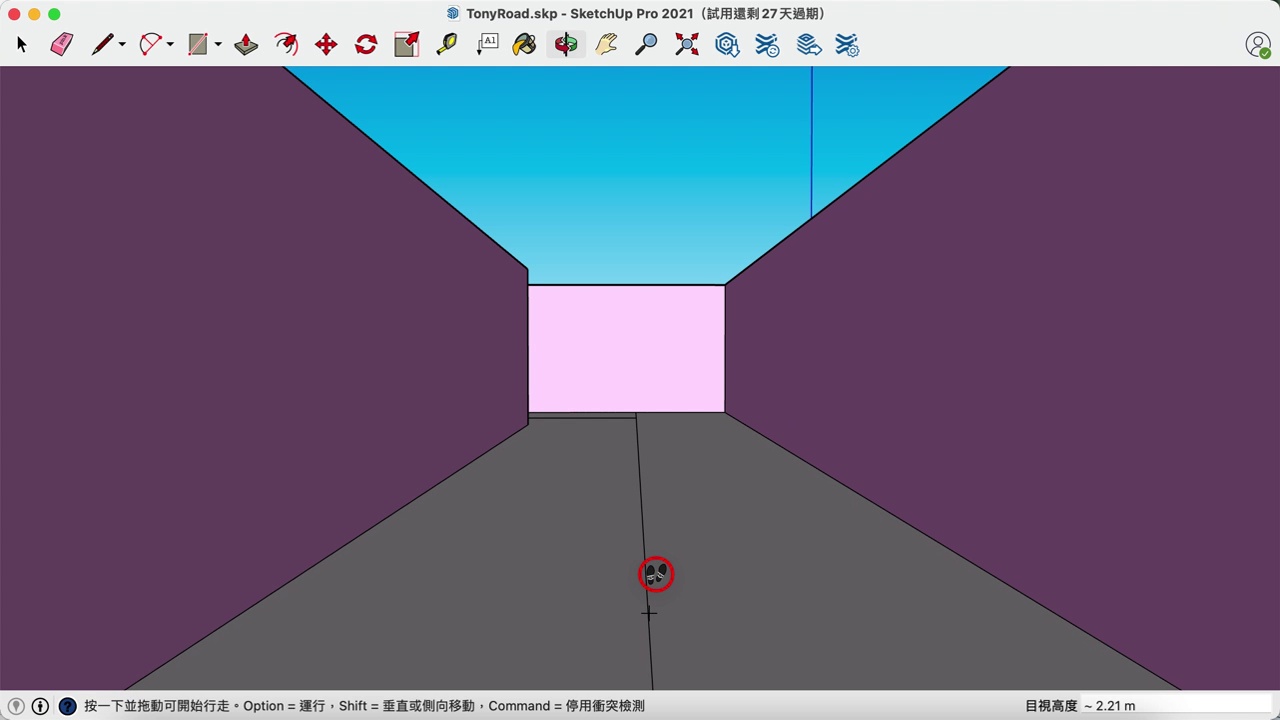 TonyRoad.skp - SketchUp Pro 2021（試用還剩 27 天過期）
A1
按一下並拖動可開始行走。Option = 運行，Shift = 垂直或側向移動，Command = 停用衝突檢測
目視高度 ~ 2.21 m